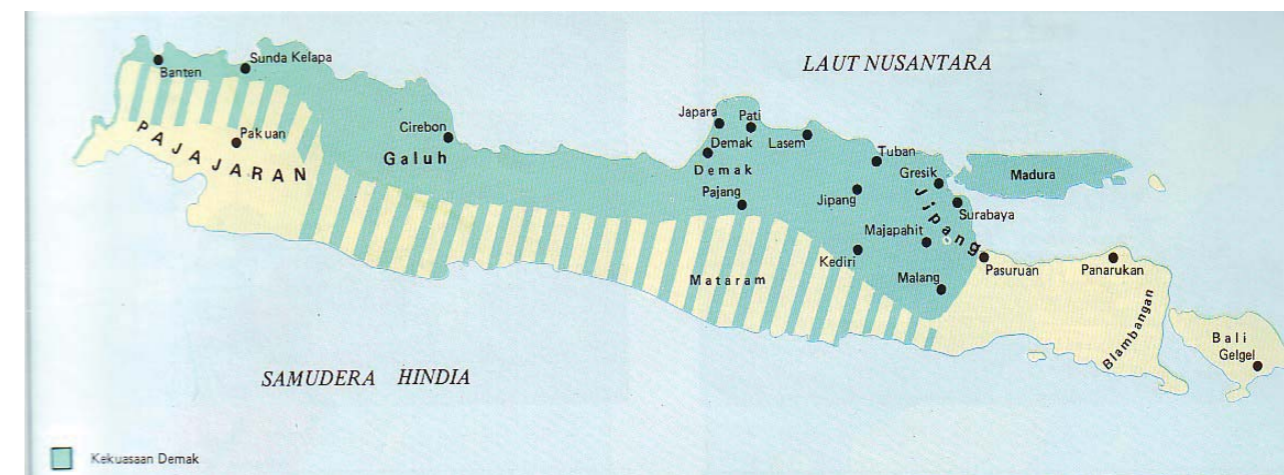 LAUT NUSANTARA
Banten
Sunda Kelapa
PAJAJARAN
Pakuan
Cirebon
Galuh
Japara
Pati
Demak
Demak
Lasem
Pajang
Tuban
Gresik
Jipang
Jipang
Surabaya
Madura
Majapahit
Kediri
Malang
Mataram
Pasuruan
Panarukan
Blambangan
Bali
Gelgel
SAMUDERA HINDIA
Kekuasaan Demak